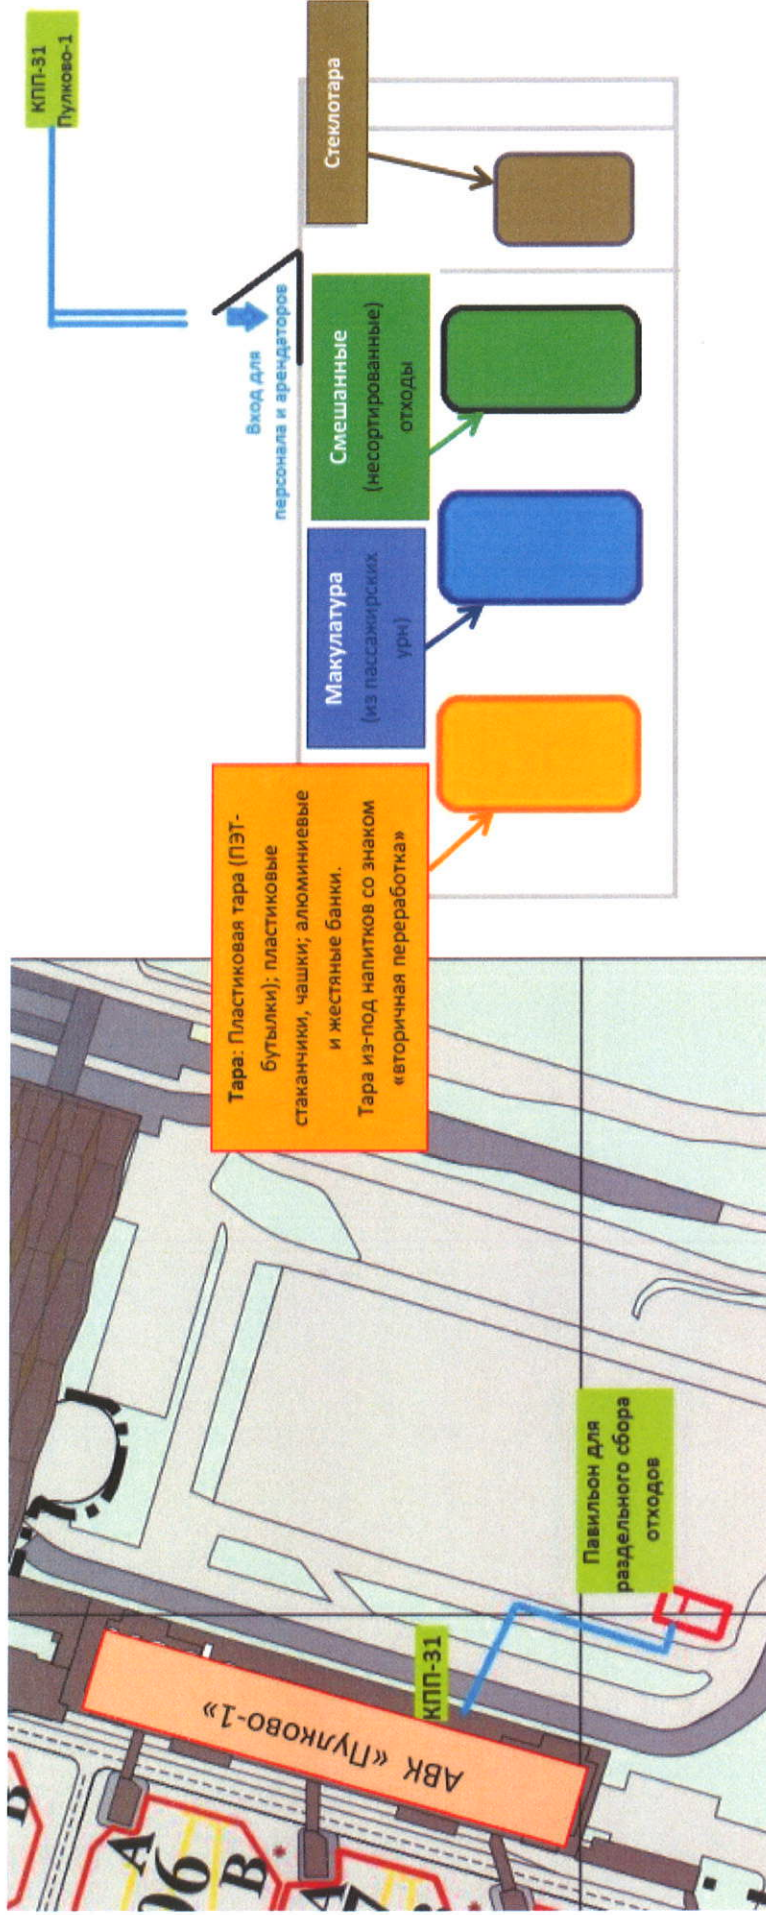 А
06
В
А
АВК «Пулково-1»
КПП-31
Павильон для
раздельного сбора
отходов
КПП-31
Пулково-1
Вход для
персонала и арендаторов
Тара: Пластиковая тара (ПЭТ-
бутылки); пластиковые
стаканчики, чашки; алюминиевые
и жестяные банки.
Тара из-под напитков со знаком
«вторичная переработка»
Макулатура
(из пассажирских
урн)
Смешанные
(несортированные)
отходы
Стеклотара